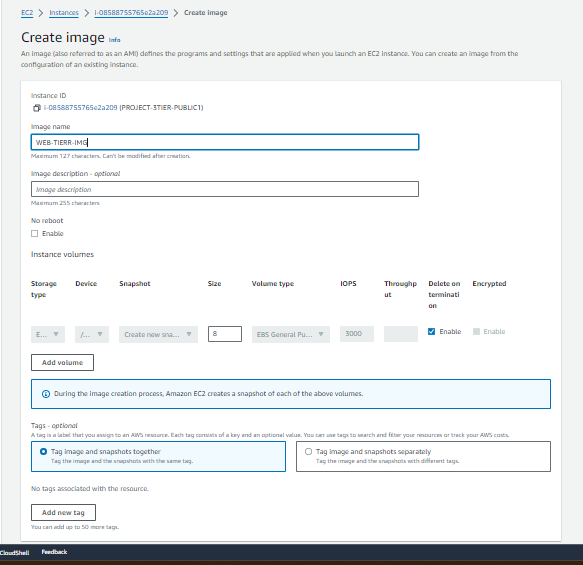 EC2 > Instances > i-08588755765e2a209 > Create image
Create image Info
An image (also referred to as an AMI) defines the programs and settings that are applied when you launch an EC2 instance. You can create an image from the
configuration of an existing instance.
Instance ID
i-08588755765e2a209 (PROJECT-3TIER-PUBLIC1)
Image name
WEB-TIERR-IMG
Maximum 127 characters. Can't be modified after creation.
Image description - optional
Image description
Maximum 255 characters
No reboot
Enable
Instance volumes
Storage type Device Snapshot Size Volume type IOPS Throughput Delete on termination Encrypted
E... /... Create new sna... 8 EBS General Pu... 3000 Enable Enable
Add volume
During the image creation process, Amazon EC2 creates a snapshot of each of the above volumes.
Tags - optional
A tag is a label that you assign to an AWS resource. Each tag consists of a key and an optional value. You can use tags to search and filter your resources or track your AWS costs.
Tag image and snapshots together
Tag the image and the snapshots with the same tag.
Tag image and snapshots separately
Tag the image and the snapshots with different tags.
No tags associated with the resource.
Add new tag
You can add up to 50 more tags.
CloudShell Feedback